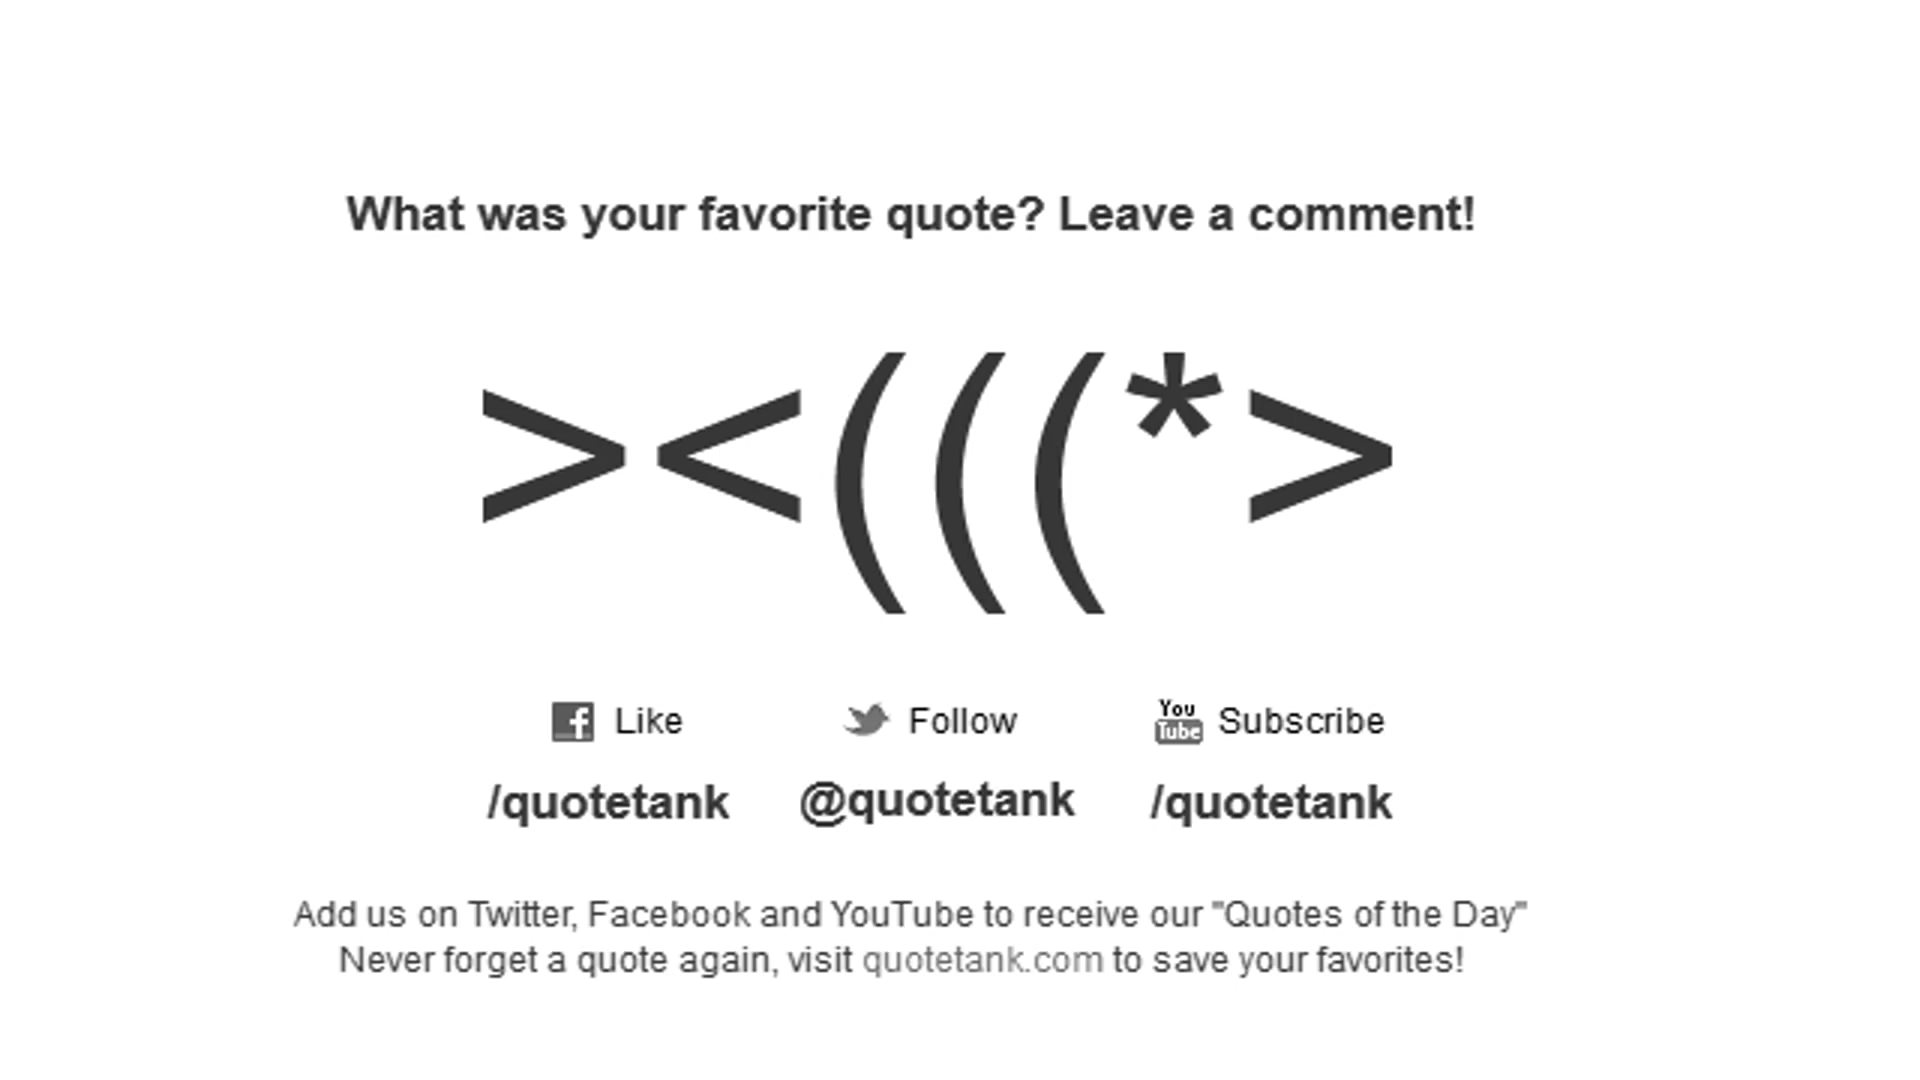 What was your favorite quote? Leave a comment!
><(((*>
f Like Follow You Tube Subscribe
/quotetank @quotetank /quotetank
Add us on Twitter, Facebook and YouTube to receive our "Quotes of the Day"
Never forget a quote again, visit quotetank.com to save your favorites!